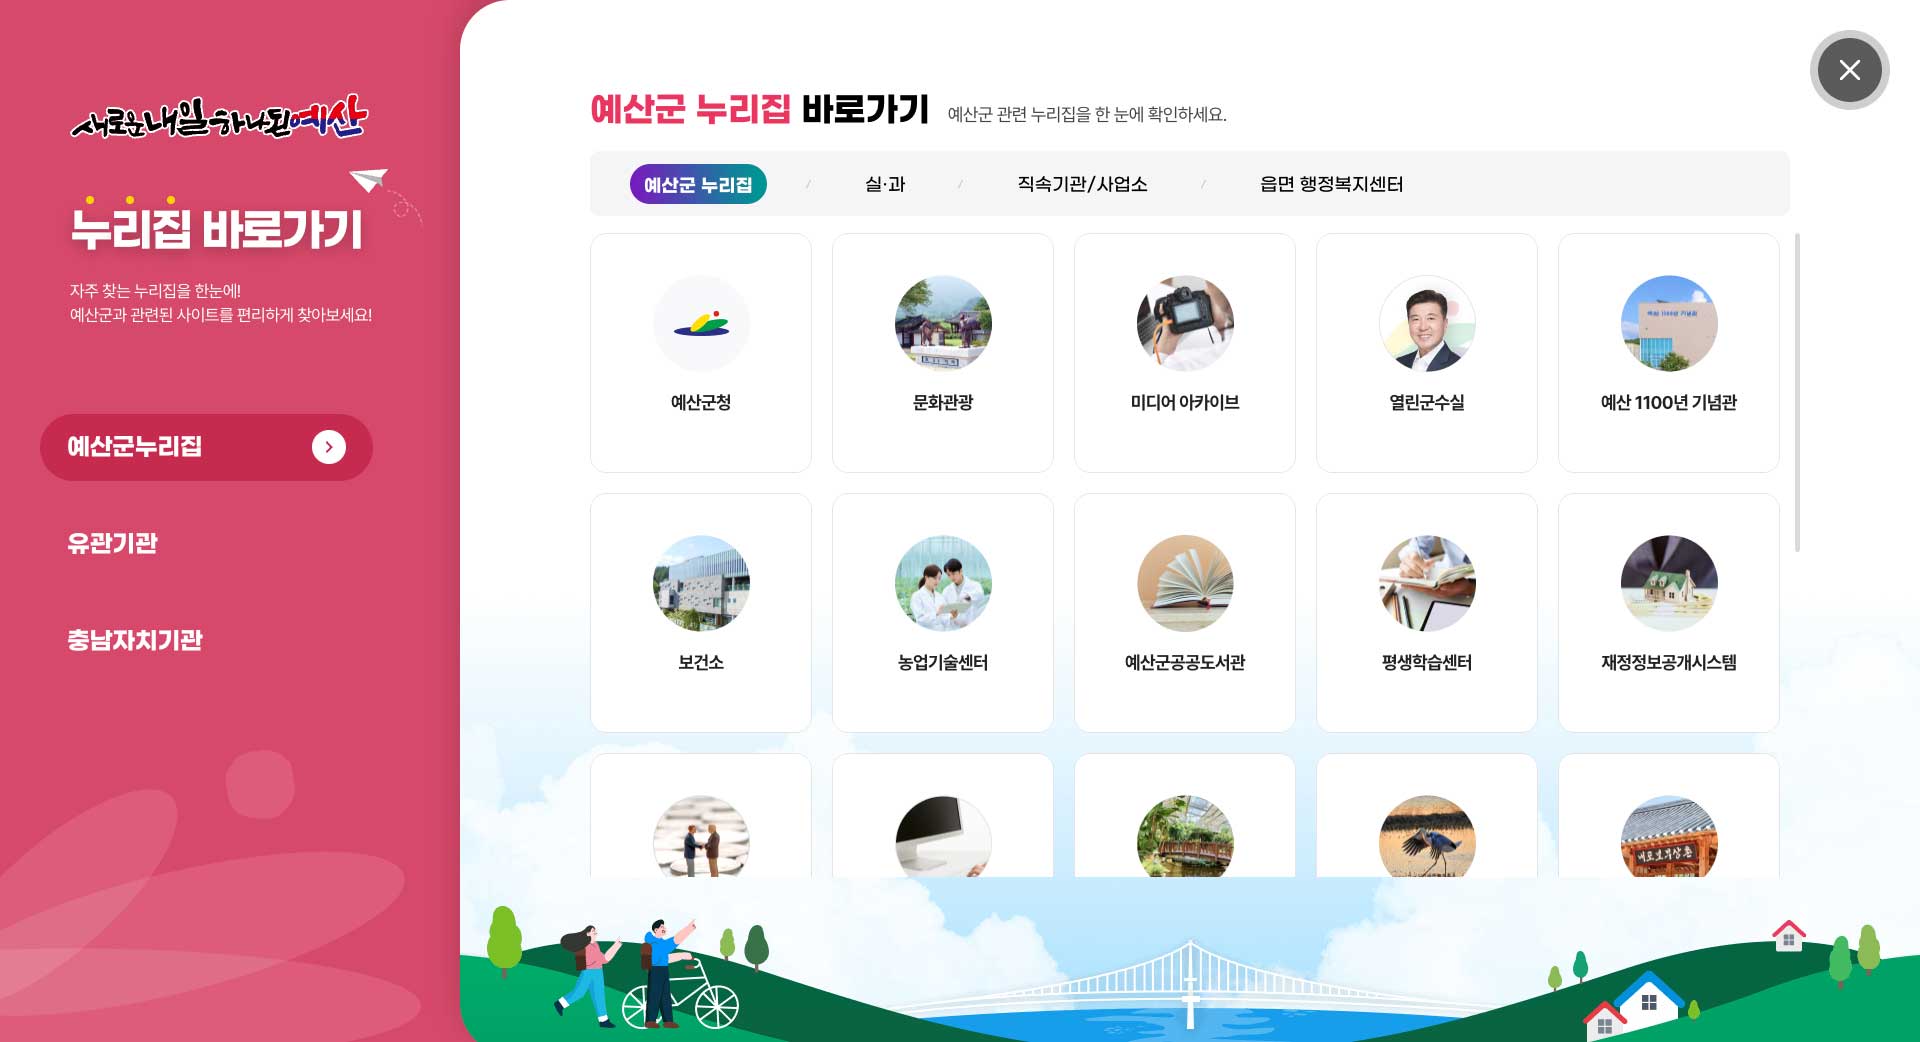 새로운 내일 하나된 예산
누리집 바로가기
자주 찾는 누리집을 한눈에!
예산군과 관련된 사이트를 편리하게 찾아보세요!
예산군누리집
유관기관
충남자치기관
예산군 누리집 바로가기 예산군 관련 누리집을 한 눈에 확인하세요.
예산군 누리집 / 실·과 / 직속기관/사업소 / 읍면 행정복지센터
예산군청 문화관광 미디어 아카이브 열린군수실 예산 1100년 기념관
보건소 농업기술센터 예산군공공도서관 평생학습센터 재정정보공개시스템